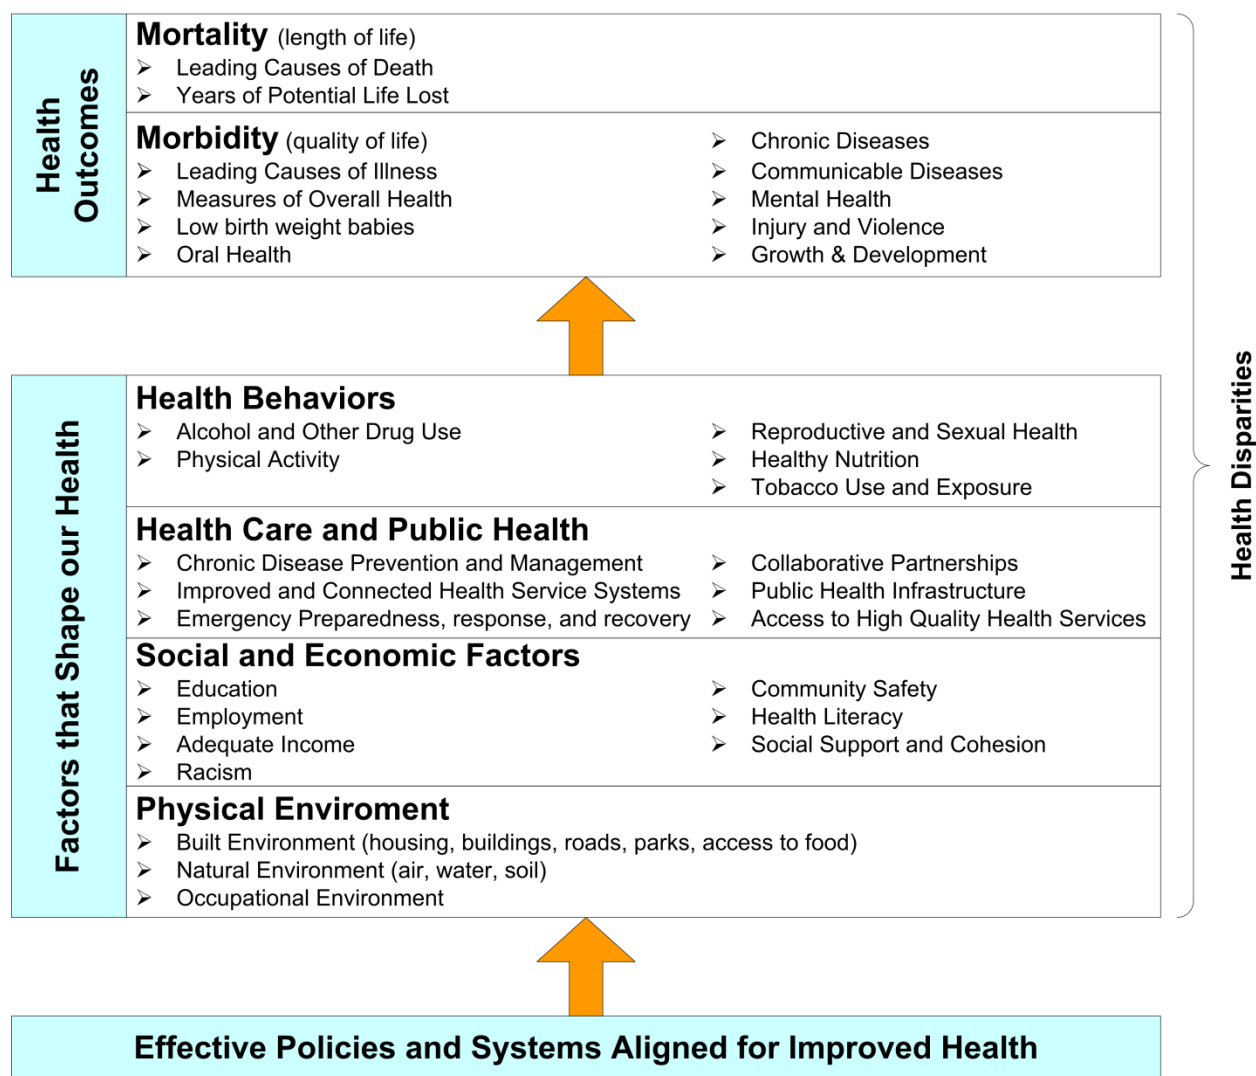 Health
Outcomes
Mortality (length of life)
➢ Leading Causes of Death
➢ Years of Potential Life Lost
Morbidity (quality of life)
➢ Leading Causes of Illness
➢ Measures of Overall Health
➢ Low birth weight babies
➢ Oral Health
➢ Chronic Diseases
➢ Communicable Diseases
➢ Mental Health
➢ Injury and Violence
➢ Growth & Development
Factors that Shape our Health
Health Behaviors
➢ Alcohol and Other Drug Use
➢ Physical Activity
➢ Reproductive and Sexual Health
➢ Healthy Nutrition
➢ Tobacco Use and Exposure
Health Care and Public Health
➢ Chronic Disease Prevention and Management
➢ Improved and Connected Health Service Systems
➢ Emergency Preparedness, response, and recovery
➢ Collaborative Partnerships
➢ Public Health Infrastructure
➢ Access to High Quality Health Services
Social and Economic Factors
➢ Education
➢ Employment
➢ Adequate Income
➢ Racism
➢ Community Safety
➢ Health Literacy
➢ Social Support and Cohesion
Physical Enviroment
➢ Built Environment (housing, buildings, roads, parks, access to food)
➢ Natural Environment (air, water, soil)
➢ Occupational Environment
Health Disparities
Effective Policies and Systems Aligned for Improved Health